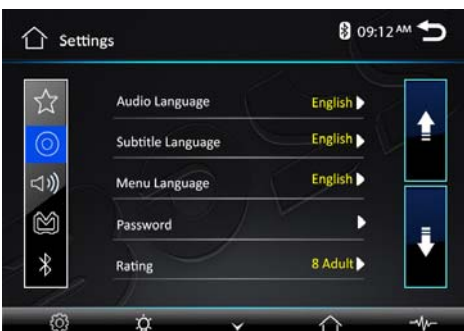 Settings
09:12 AM
Audio Language English
Subtitle Language English
Menu Language English
Password
Rating 8 Adult